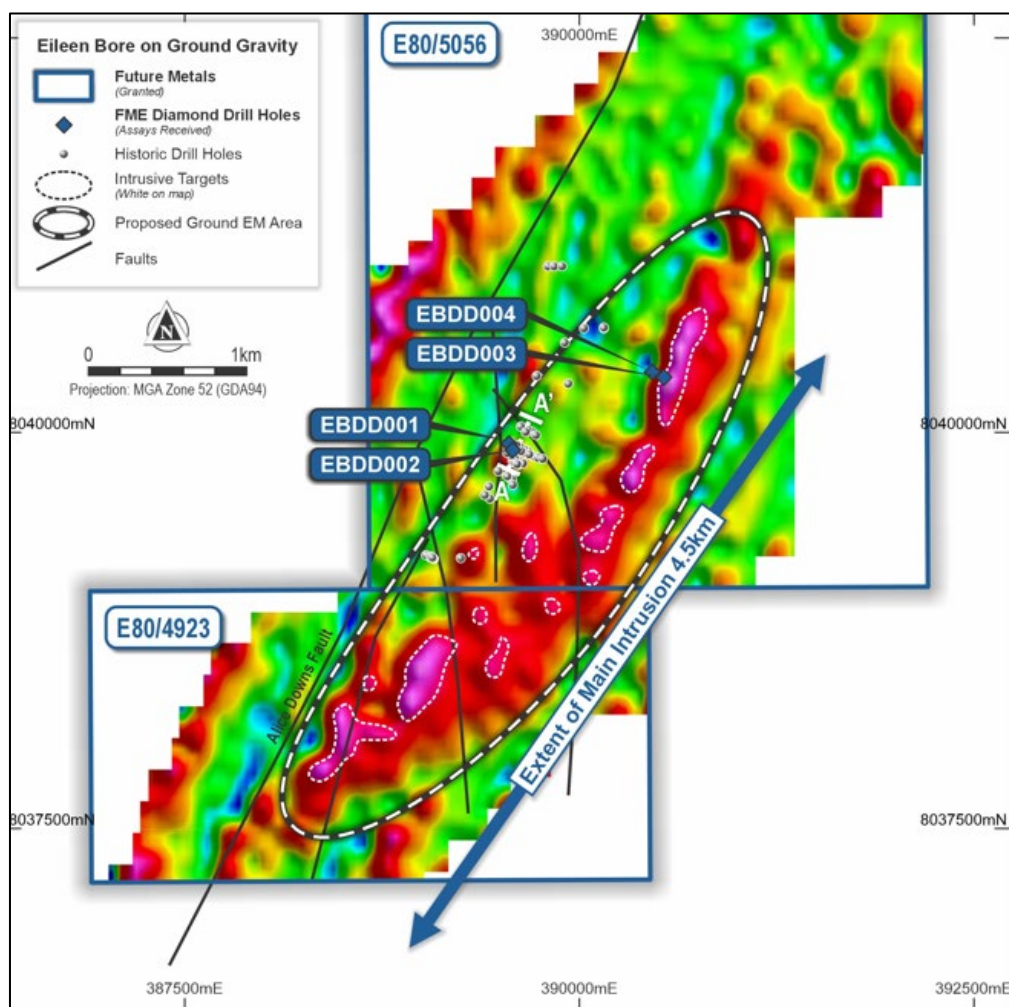 Eileen Bore on Ground Gravity
Future Metals
(Granted)
FME Diamond Drill Holes
(Assays Received)
Historic Drill Holes
Intrusive Targets
(White on map)
Proposed Ground EM Area
Faults
N
0 1km
Projection: MGA Zone 52 (GDA94)
E80/5056
390000mE
EBDD004
EBDD003
A'
EBDD001
EBDD002
A
8040000mN
8040000mN
E80/4923
Alice Downs Fault
Extent of Main Intrusion 4.5km
8037500mN
8037500mN
387500mE
390000mE
392500mE